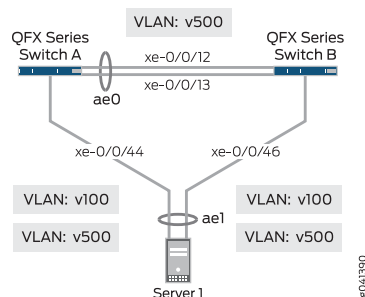 VLAN: v500
QFX Series
Switch A
QFX Series
Switch B
xe-0/0/12
xe-0/0/13
ae0
xe-0/0/44
xe-0/0/46
VLAN: v100
VLAN: v100
ae1
VLAN: v500
VLAN: v500
Server 1
g041390